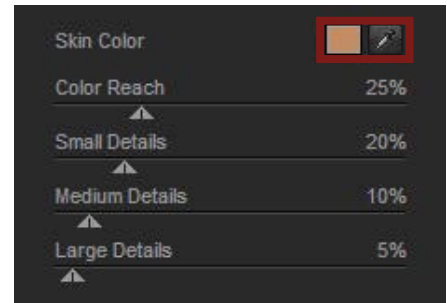 Skin Color
Color Reach 25%
Small Details 20%
Medium Details 10%
Large Details 5%